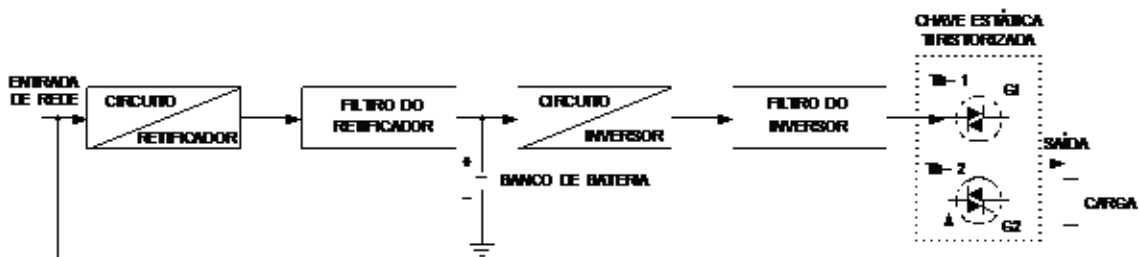 CHAVE ESTÁTICA
TIRISTORIZADA
ENTRADA
DE REDE
CIRCUITO
RETIFICADOR
FILTRO DO
RETIFICADOR
CIRCUITO
INVERSOR
FILTRO DO
INVERSOR
G1
SAÍDA
+
BANCO DE BATERIA
-
G2
CARGA